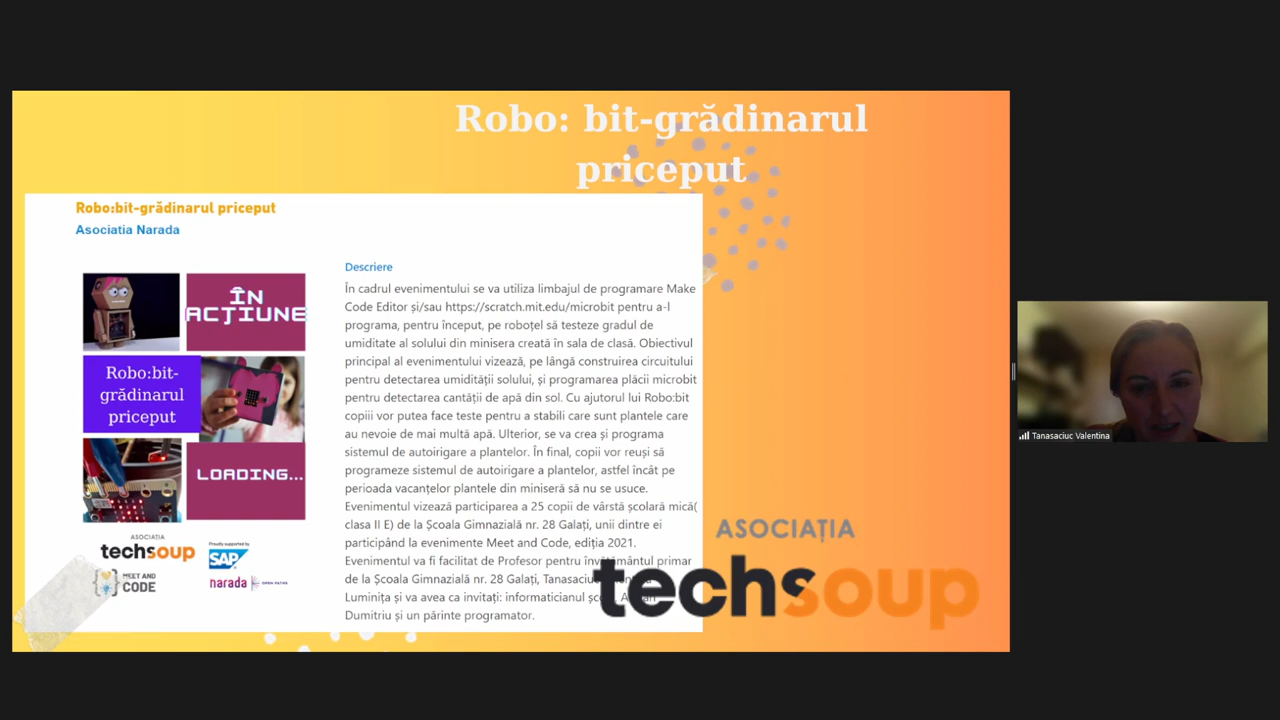 Robo: bit-grădinarul
priceput
Robo:bit-grădinarul priceput
Asociatia Narada
ÎN
ACȚIUNE
Robo:bit-
grădinarul
priceput
LOADING...
ASOCIAȚIA
techsoup
Proudly supported by
SAP
MEET AND
CODE
narada
OPEN PATHS
Descriere
În cadrul evenimentului se va utiliza limbajul de programare Make
Code Editor și/sau https://scratch.mit.edu/microbit pentru a-l
programa, pentru început, pe roboțel să testeze gradul de
umiditate al solului din minisera creată în sala de clasă. Obiectivul
principal al evenimentului vizează, pe lângă construirea circuitului
pentru detectarea umidității solului, și programarea plăcii microbit
pentru detectarea cantății de apă din sol. Cu ajutorul lui Robo:bit
copiii vor putea face teste pentru a stabili care sunt plantele care
au nevoie de mai multă apă. Ulterior, se va crea și programa
sistemul de autoirigare a plantelor. În final, copii vor reuși să
programeze sistemul de autoirigare a plantelor, astfel încât pe
perioada vacanțelor plantele din miniseră să nu se usuce.
Evenimentul vizează participarea a 25 copii de vârstă școlară mică(
clasa II E) de la Școala Gimnazială nr. 28 Galați, unii dintre ei
participând la evenimente Meet and Code, ediția 2021.
Evenimentul va fi facilitat de Profesor pentru învățământul primar
de la Școala Gimnazială nr. 28 Galați, Tanasaciuc
Luminița și va avea ca invitați: informaticianul
Dumitriu și un părinte programator.
ASOCIAȚIA
techsoup
Tanasaciuc Valentina